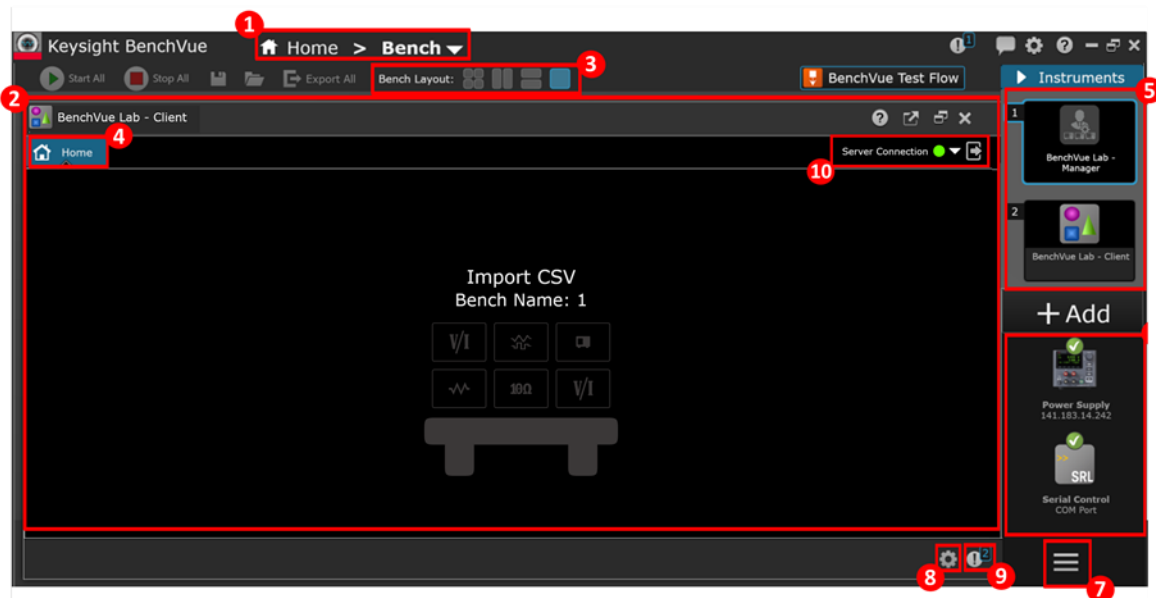 1
Keysight BenchVue
Home > Bench
1
Start All
Stop All
Export All
Bench Layout:
3
BenchVue Test Flow
Instruments
2
5
BenchVue Lab - Client
4
Home
Server Connection
10
1
BenchVue Lab -
Manager
2
BenchVue Lab - Client
Import CSV
Bench Name: 1
V/I
10Ω
V/I
+ Add
Power Supply
141.183.14.242
>>
SRL
Serial Control
COM Port
2
8
9
7